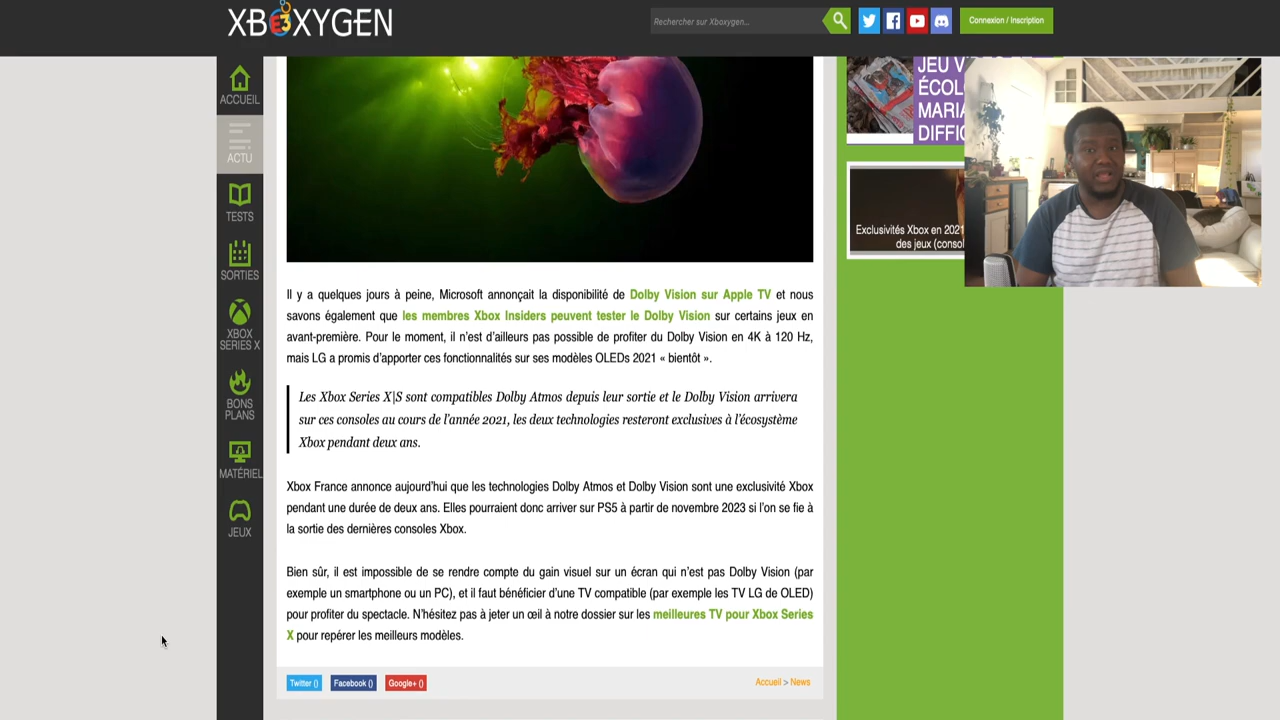 XBOXYGEN
E3
Rechercher sur Xboxygen...
Connexion / Inscription
ACCUEIL
ACTU
TESTS
SORTIES
XBOX
SERIES X
BONS
PLANS
MATÉRIEL
JEUX
Il y a quelques jours à peine, Microsoft annonçait la disponibilité de Dolby Vision sur Apple TV et nous
savons également que les membres Xbox Insiders peuvent tester le Dolby Vision sur certains jeux en
avant-première. Pour le moment, il n’est d’ailleurs pas possible de profiter du Dolby Vision en 4K à 120 Hz,
mais LG a promis d’apporter ces fonctionnalités sur ses modèles OLEDs 2021 « bientôt ».
Les Xbox Series X|S sont compatibles Dolby Atmos depuis leur sortie et le Dolby Vision arrivera
sur ces consoles au cours de l’année 2021, les deux technologies resteront exclusives à l’écosystème
Xbox pendant deux ans.
Xbox France annonce aujourd’hui que les technologies Dolby Atmos et Dolby Vision sont une exclusivité Xbox
pendant une durée de deux ans. Elles pourraient donc arriver sur PS5 à partir de novembre 2023 si l’on se fie à
la sortie des dernières consoles Xbox.
Bien sûr, il est impossible de se rendre compte du gain visuel sur un écran qui n’est pas Dolby Vision (par
exemple un smartphone ou un PC), et il faut bénéficier d’une TV compatible (par exemple les TV LG de OLED)
pour profiter du spectacle. N’hésitez pas à jeter un œil à notre dossier sur les meilleures TV pour Xbox Series
X pour repérer les meilleurs modèles.
Twitter () Facebook () Google+ ()
Accueil > News
ÉCOL
MARIA
DIFFIC
Exclusivités Xbox en 2021
des jeux (consol